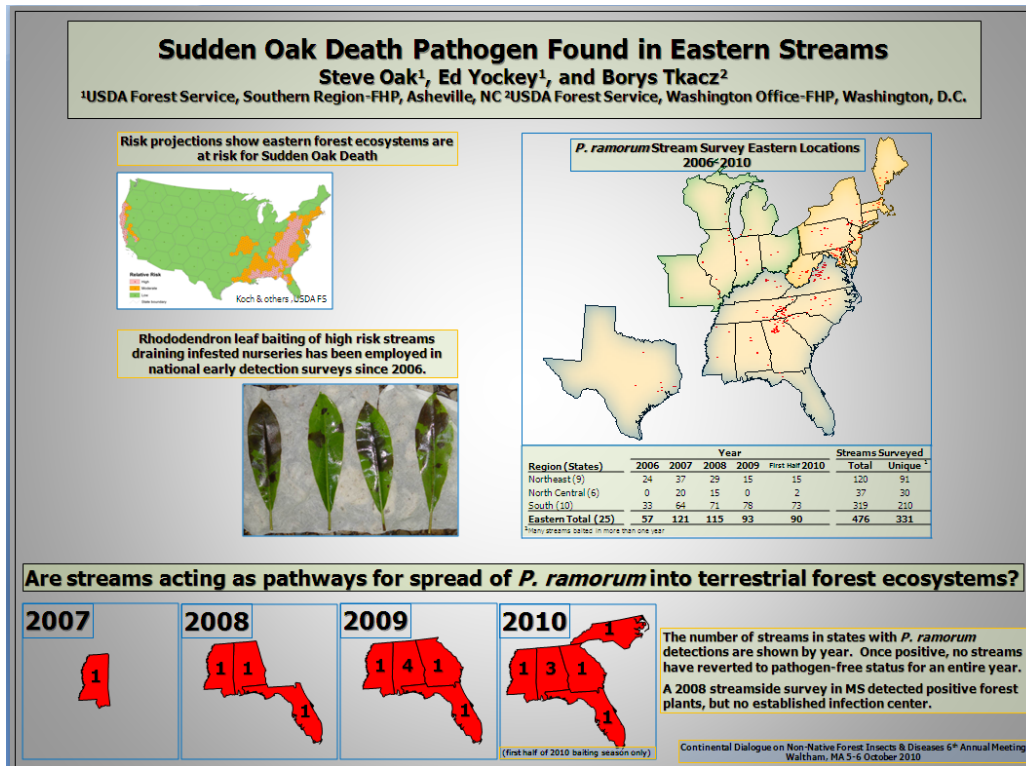 Sudden Oak Death Pathogen Found in Eastern Streams
Steve Oak¹, Ed Yockey¹, and Borys Tkacz²
¹USDA Forest Service, Southern Region-FHP, Asheville, NC ²USDA Forest Service, Washington Office-FHP, Washington, D.C.
Risk projections show eastern forest ecosystems are
at risk for Sudden Oak Death
Relative Risk
High
Moderate
Low
State boundary
Koch & others, USDA FS
Rhododendron leaf baiting of high risk streams
draining infested nurseries has been employed in
national early detection surveys since 2006.
P. ramorum Stream Survey Eastern Locations
2006-2010
Year Streams Surveyed
Region (States) 2006 2007 2008 2009 First Half 2010 Total Unique ¹
Northeast (9) 24 37 29 15 15 120 91
North Central (6) 0 20 15 0 2 37 30
South (10) 33 64 71 78 73 319 210
Eastern Total (25) 57 121 115 93 90 476 331
¹Many streams baited in more than one year
Are streams acting as pathways for spread of P. ramorum into terrestrial forest ecosystems?
2007
1
2008
1 1
1
2009
1 4 1
1
2010
1
1 3 1
1
(first half of 2010 baiting season only)
The number of streams in states with P. ramorum
detections are shown by year. Once positive, no streams
have reverted to pathogen-free status for an entire year.
A 2008 streamside survey in MS detected positive forest
plants, but no established infection center.
Continental Dialogue on Non-Native Forest Insects & Diseases 6th Annual Meeting
Waltham, MA 5-6 October 2010